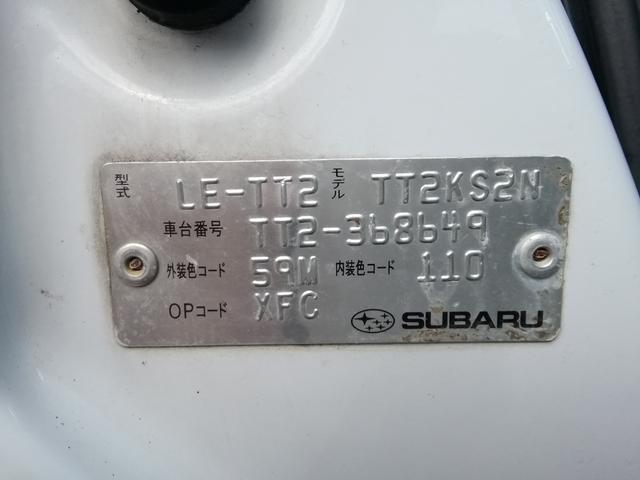 型式 LE-TT2 モデル TT2KS2N
車台番号 TT2-368649
外装色コード 59M 内装色コード 110
OPコード XFC SUBARU